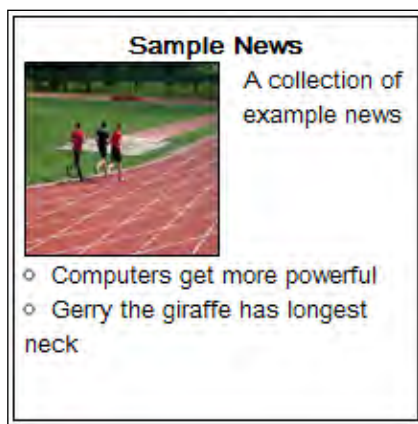 Sample News
A collection of
example news
Computers get more powerful
Gerry the giraffe has longest
neck